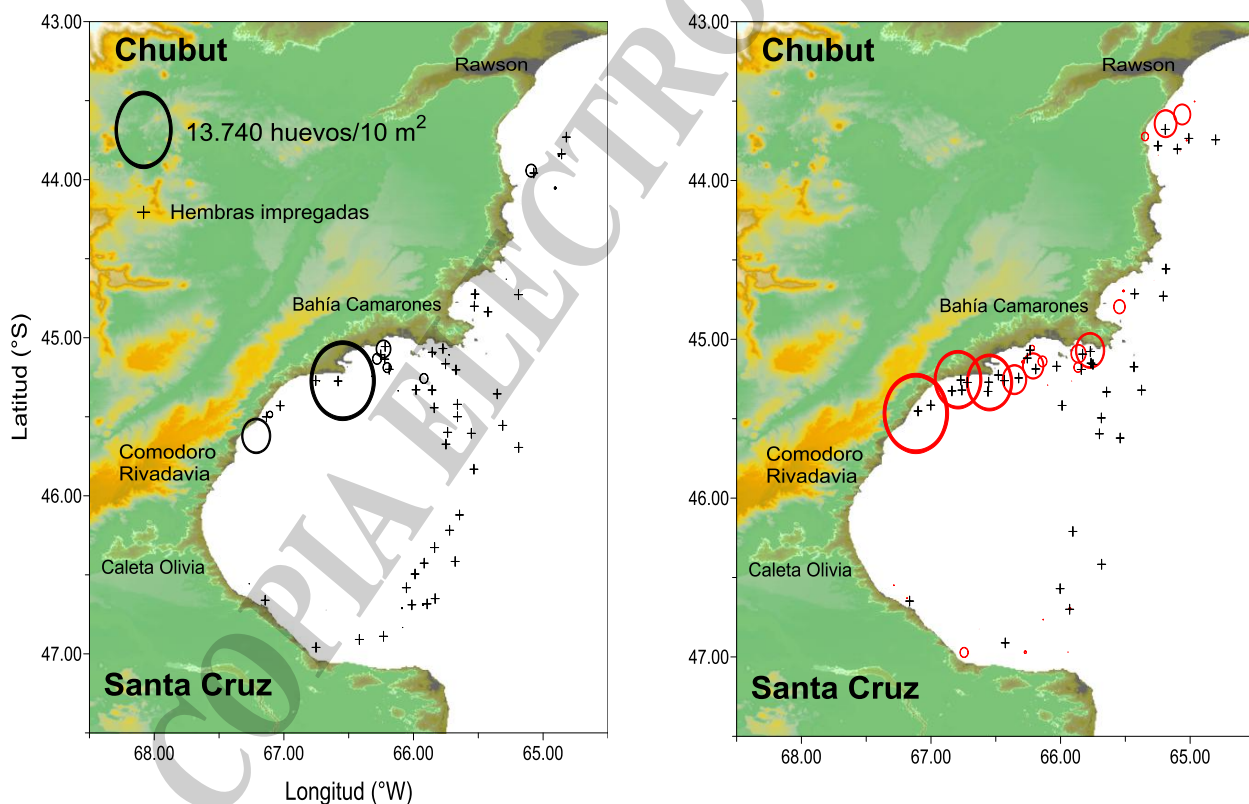 43.00
Chubut
Rawson
13.740 huevos/10 m²
44.00
Hembras impregadas
Bahía Camarones
45.00
Latitud (°S)
Comodoro
Rivadavia
46.00
Caleta Olivia
47.00
Santa Cruz
68.00 67.00 66.00 65.00
Longitud (°W)
43.00
Chubut
Rawson
44.00
Bahía Camarones
45.00
Comodoro
Rivadavia
46.00
Caleta Olivia
47.00
Santa Cruz
68.00 67.00 66.00 65.00
COPIA ELECTRO